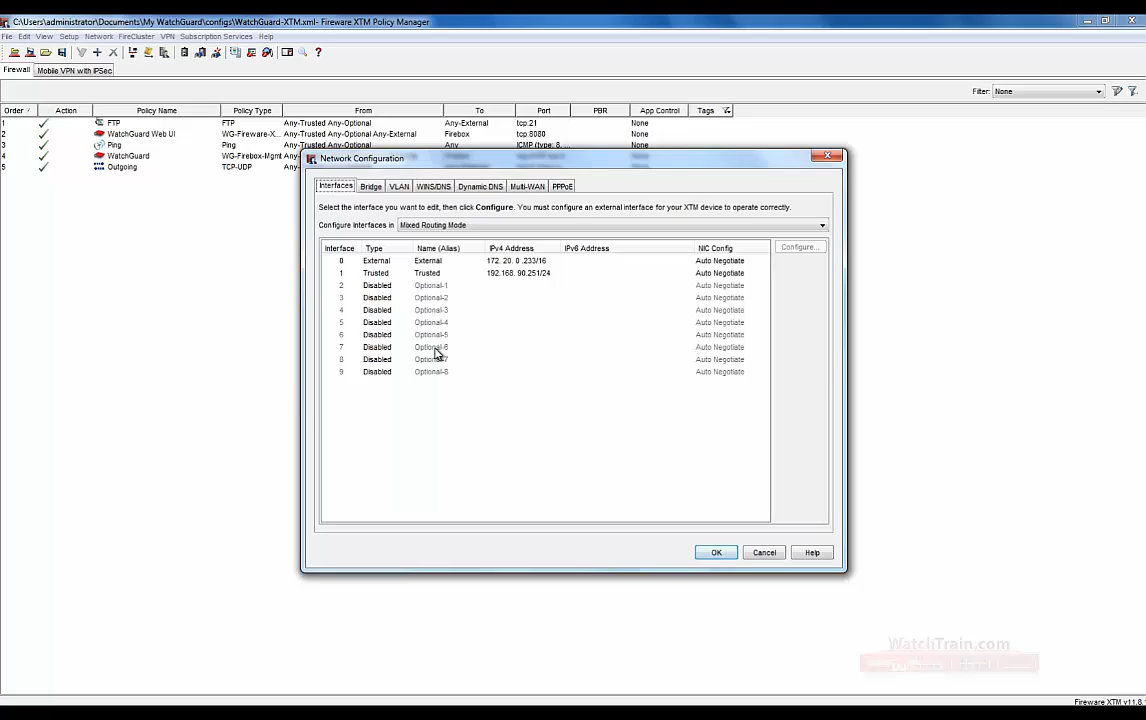 C:\Users\administrator\Documents\My WatchGuard\configs\WatchGuard-XTM.xml- Fireware XTM Policy Manager
File Edit View Setup Network FireCluster VPN Subscription Services Help
Firewall Mobile VPN with IPSec
Filter: None
Order / Action Policy Name Policy Type From To Port PBR App Control Tags
1 FTP FTP Any-Trusted Any-Optional Any-External tcp:21 None
2 WatchGuard Web UI WG-Fireware-X... Any-Trusted Any-Optional Any-External Firebox tcp:8080 None
3 Ping Ping Any-Trusted Any-Optional Any ICMP (type: 8, ... None
4 WatchGuard WG-Firebox-Mgmt None
5 Outgoing TCP-UDP None
Network Configuration
Interfaces Bridge VLAN WINS/DNS Dynamic DNS Multi-WAN PPPoE
Select the interface you want to edit, then click Configure. You must configure an external interface for your XTM device to operate correctly.
Configure Interfaces in Mixed Routing Mode
Interface Type Name (Alias) IPv4 Address IPv6 Address NIC Config Configure...
0 External External 172. 20. 0 .233/16 Auto Negotiate
1 Trusted Trusted 192.168. 90.251/24 Auto Negotiate
2 Disabled Optional-1 Auto Negotiate
3 Disabled Optional-2 Auto Negotiate
4 Disabled Optional-3 Auto Negotiate
5 Disabled Optional-4 Auto Negotiate
6 Disabled Optional-5 Auto Negotiate
7 Disabled Optional-6 Auto Negotiate
8 Disabled Optional-7 Auto Negotiate
9 Disabled Optional-8 Auto Negotiate
OK Cancel Help
WatchTrain.com
Fireware XTM v11.8.